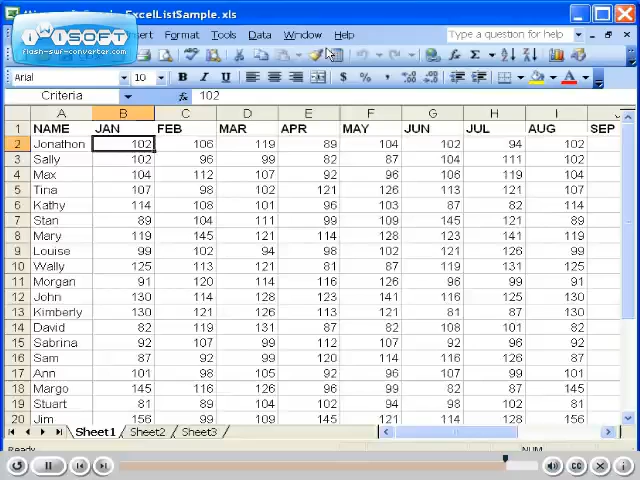 ExcelListSample.xls
iWiSOFT
flash-swf-converter.com
Format Tools Data Window Help
Type a question for help
Arial 10 B I U $ % ,
Criteria fx 102
A B C D E F G H I
1 NAME JAN FEB MAR APR MAY JUN JUL AUG SEP
2 Jonathon 102 106 119 89 104 102 94 102
3 Sally 102 96 99 82 87 104 111 102
4 Max 104 112 107 92 96 106 119 104
5 Tina 107 98 102 121 126 113 121 107
6 Kathy 114 108 101 96 103 87 82 114
7 Stan 89 104 111 99 109 145 121 89
8 Mary 119 145 121 114 128 123 141 119
9 Louise 99 102 94 98 102 113 126 99
10 Wally 125 113 121 81 87 119 131 125
11 Morgan 91 120 114 116 126 96 99 91
12 John 130 114 128 123 141 116 125 130
13 Kimberly 130 121 126 113 121 81 87 130
14 David 82 119 131 87 82 108 101 82
15 Sabrina 92 107 99 112 107 92 96 92
16 Sam 87 92 99 120 114 116 126 87
17 Ann 101 98 105 92 96 107 99 101
18 Margo 145 116 126 96 99 82 87 145
19 Stuart 81 89 104 102 94 98 102 81
20 Jim 156 99 109 145 121 114 128 156
Sheet1 Sheet2 Sheet3
Ready NUM
CC